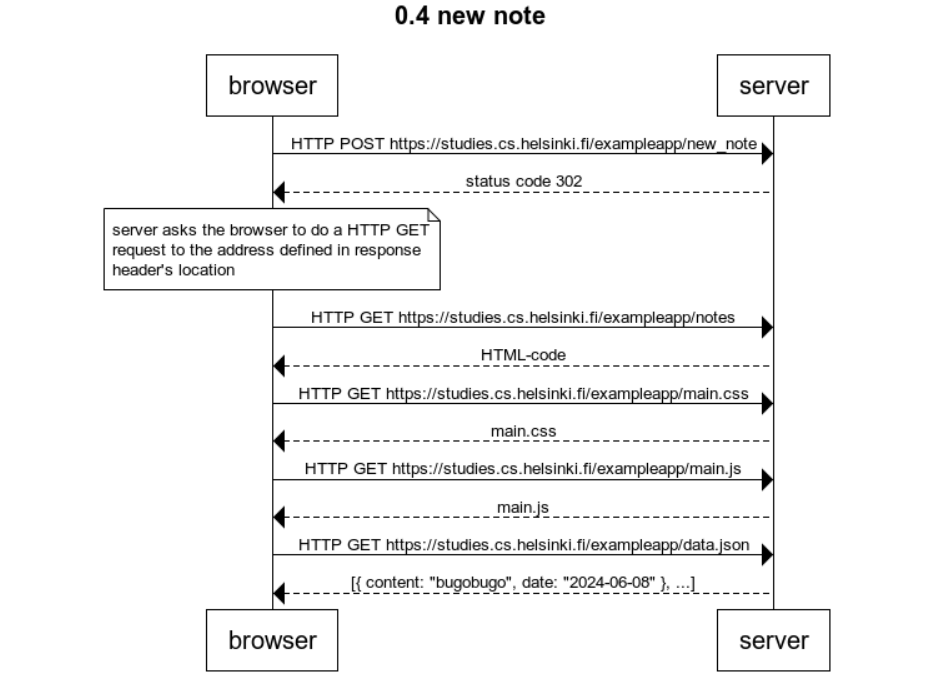 0.4 new note
browser
server
HTTP POST https://studies.cs.helsinki.fi/exampleapp/new_note
status code 302
server asks the browser to do a HTTP GET
request to the address defined in response
header's location
HTTP GET https://studies.cs.helsinki.fi/exampleapp/notes
HTML-code
HTTP GET https://studies.cs.helsinki.fi/exampleapp/main.css
main.css
HTTP GET https://studies.cs.helsinki.fi/exampleapp/main.js
main.js
HTTP GET https://studies.cs.helsinki.fi/exampleapp/data.json
[{ content: "bugobugo", date: "2024-06-08" }, ...]
browser
server